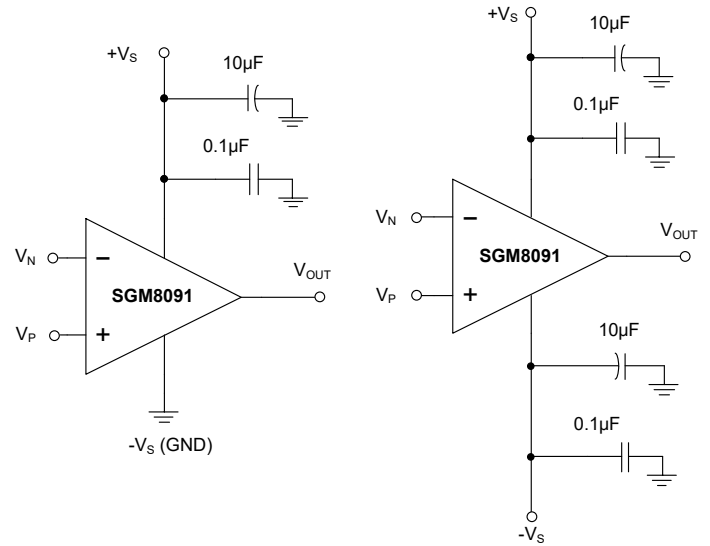 +VS
10µF
0.1µF
VN
−
SGM8091
VOUT
VP
+
-VS (GND)
+VS
10µF
0.1µF
VN
−
SGM8091
VOUT
VP
+
10µF
0.1µF
-VS